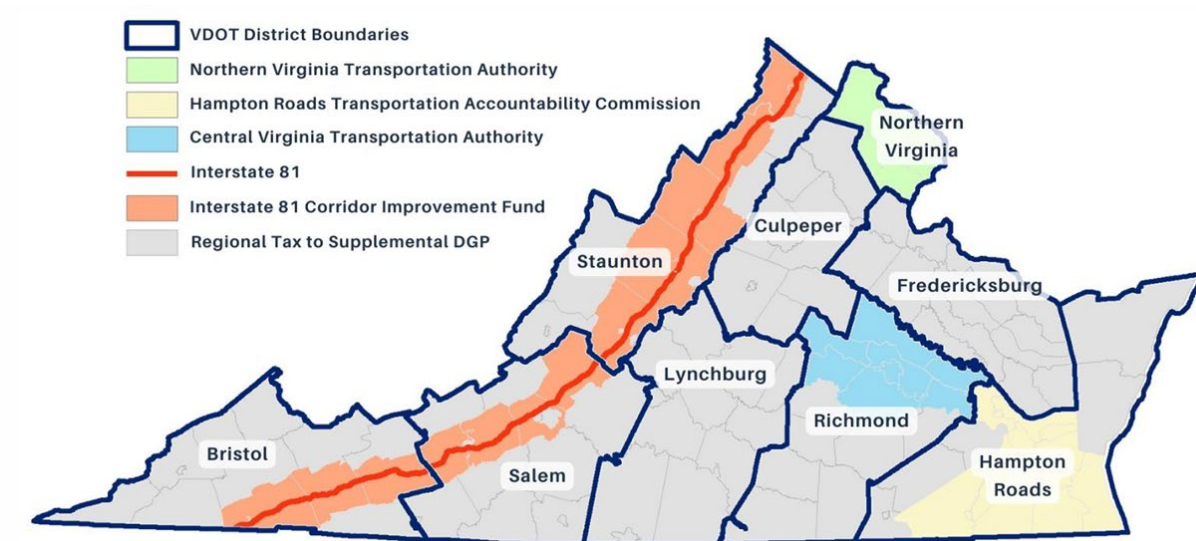 VDOT District Boundaries
Northern Virginia Transportation Authority
Hampton Roads Transportation Accountability Commission
Central Virginia Transportation Authority
Interstate 81
Interstate 81 Corridor Improvement Fund
Regional Tax to Supplemental DGP
Northern
Virginia
Culpeper
Staunton
Fredericksburg
Lynchburg
Richmond
Bristol
Salem
Hampton
Roads